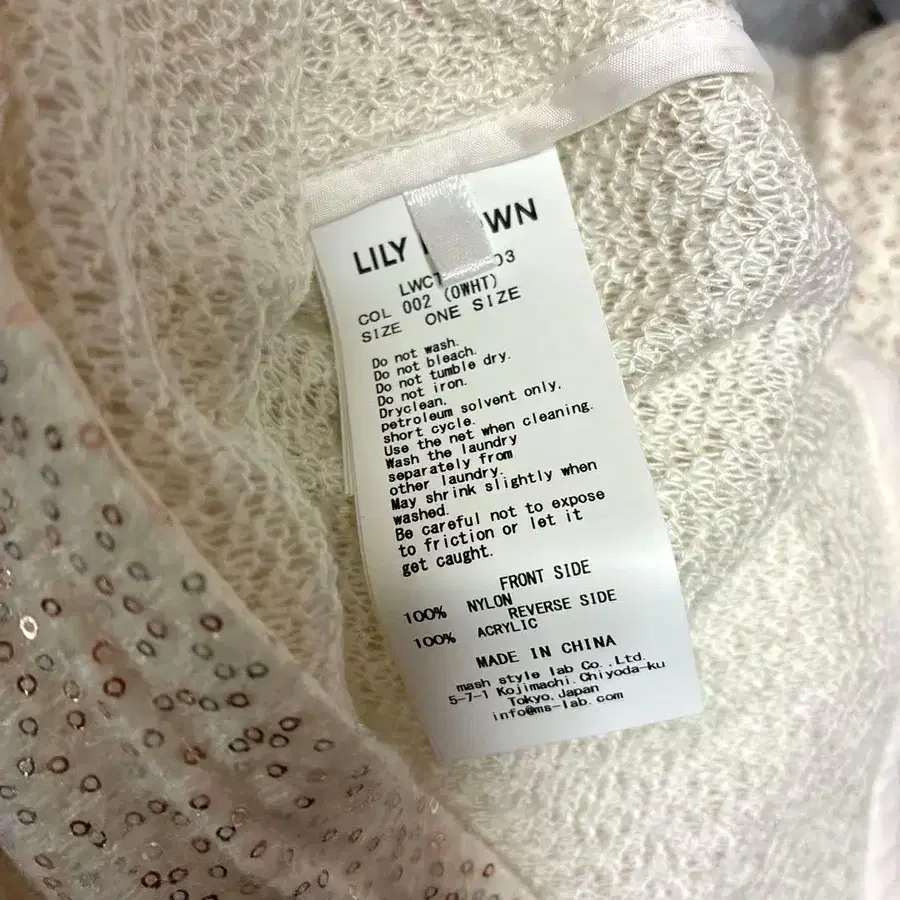 LILY
LWCT 03
COL 002 (OWHT)
SIZE ONE SIZE
Do not wash.
Do not bleach.
Do not tumble dry.
Do not iron.
Dryclean,
petroleum solvent only,
short cycle.
Use the net when cleaning.
Wash the laundry
separately from
other laundry.
May shrink slightly when
washed.
Be careful not to expose
to friction or let it
get caught.
FRONT SIDE
100% NYLON
REVERSE SIDE
100% ACRYLIC
MADE IN CHINA
mash style lab Co.,Ltd.
5-7-1 Kojimachi.Chiyoda-ku
Tokyo.Japan
info@ms-lab.com